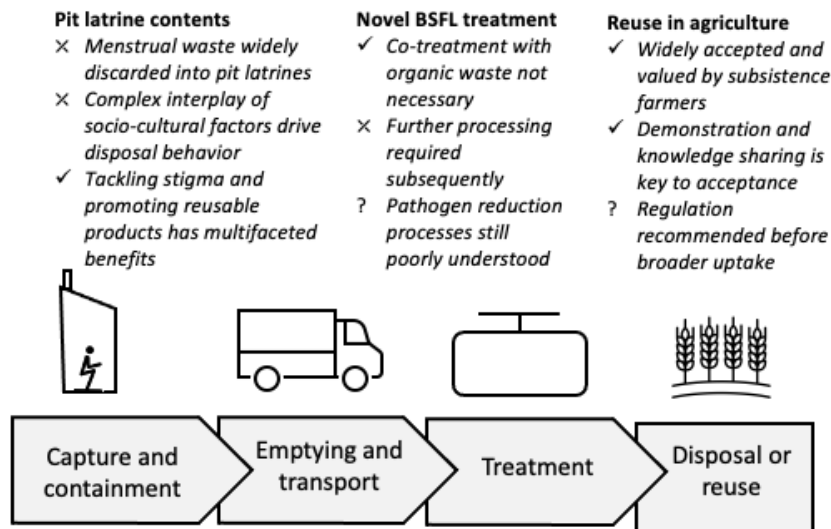 Pit latrine contents
× Menstrual waste widely
discarded into pit latrines
× Complex interplay of
socio-cultural factors drive
disposal behavior
✓ Tackling stigma and
promoting reusable
products has multifaceted
benefits
Novel BSFL treatment
✓ Co-treatment with
organic waste not
necessary
× Further processing
required
subsequently
? Pathogen reduction
processes still
poorly understood
Reuse in agriculture
✓ Widely accepted and
valued by subsistence
farmers
✓ Demonstration and
knowledge sharing is
key to acceptance
? Regulation
recommended before
broader uptake
Capture and
containment
Emptying and
transport
Treatment
Disposal or
reuse